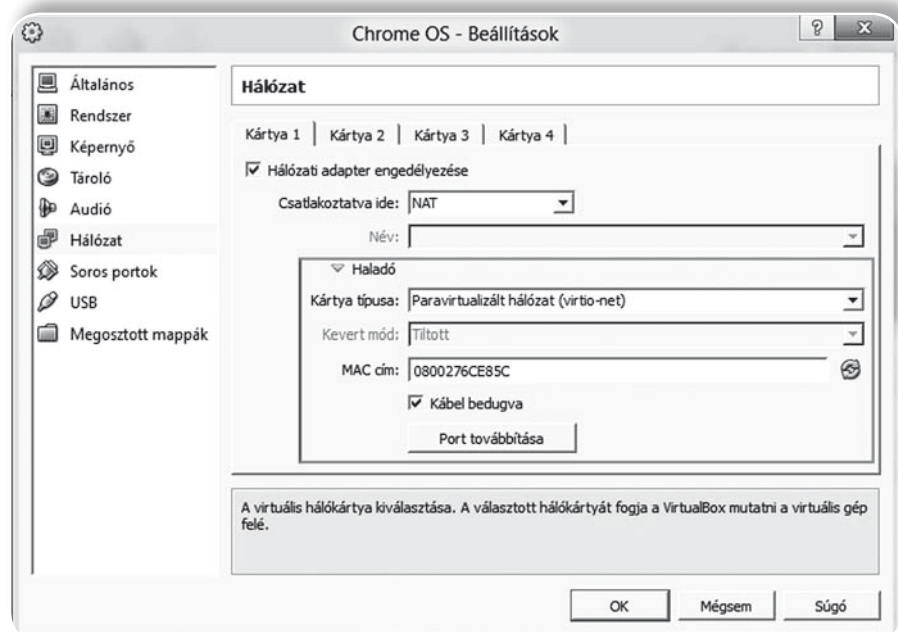 Chrome OS - Beállítások
?
Általános
Rendszer
Képernyő
Tároló
Audió
Hálózat
Soros portok
USB
Megosztott mappák
Hálózat
Kártya 1
Kártya 2
Kártya 3
Kártya 4
Hálózati adapter engedélyezése
Csatlakoztatva ide: NAT
Név:
Haladó
Kártya típusa: Paravirtualizált hálózat (virtio-net)
Kevert mód: Tiltott
MAC cím: 0800276CE85C
Kábel bedugva
Port továbbítása
A virtuális hálókártya kiválasztása. A választott hálókártyát fogja a VirtualBox mutatni a virtuális gép
felé.
OK
Mégsem
Súgó